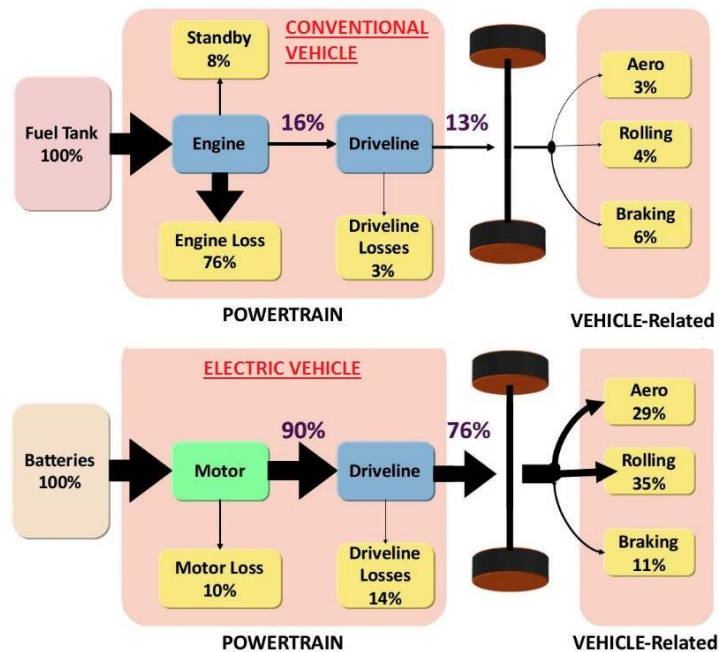 CONVENTIONAL
VEHICLE
Standby
8%
Fuel Tank
100%
Engine
16%
Driveline
13%
Engine Loss
76%
Driveline
Losses
3%
Aero
3%
Rolling
4%
Braking
6%
POWERTRAIN
VEHICLE-Related
ELECTRIC VEHICLE
Batteries
100%
Motor
90%
Driveline
76%
Motor Loss
10%
Driveline
Losses
14%
Aero
29%
Rolling
35%
Braking
11%
POWERTRAIN
VEHICLE-Related